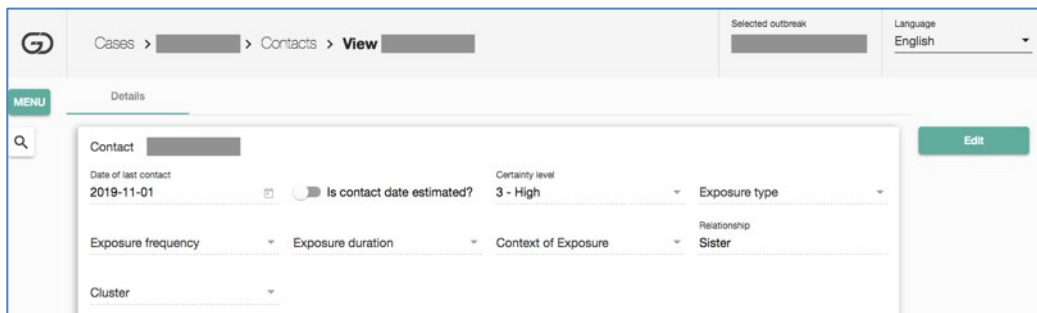 Cases > > Contacts > View
Selected outbreak
Language
English
MENU
Details
Edit
Contact
Date of last contact
2019-11-01
Is contact date estimated?
Certainty level
3 - High
Exposure type
Exposure frequency
Exposure duration
Context of Exposure
Relationship
Sister
Cluster